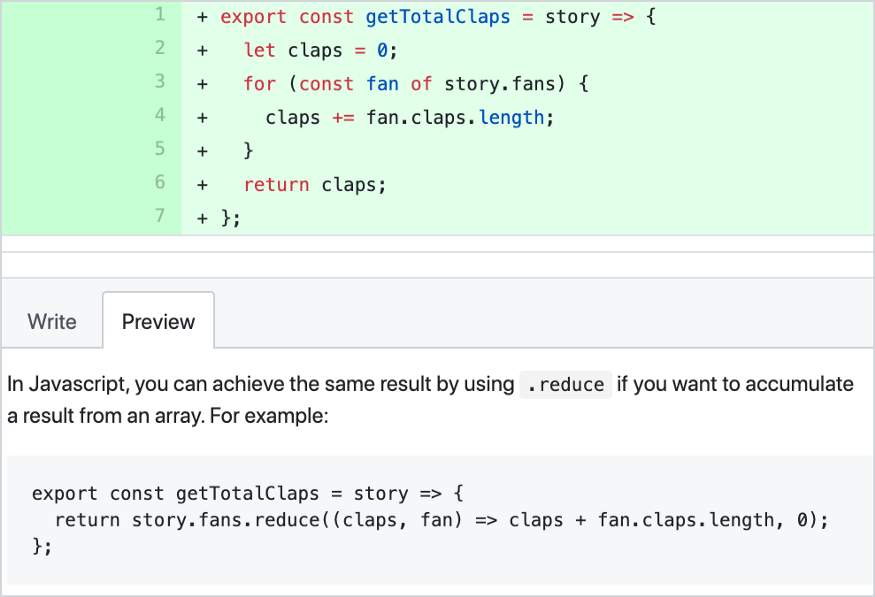 1 + export const getTotalClaps = story => {
2 +   let claps = 0;
3 +   for (const fan of story.fans) {
4 +     claps += fan.claps.length;
5 +   }
6 +   return claps;
7 + };
Write Preview
In Javascript, you can achieve the same result by using .reduce if you want to accumulate
a result from an array. For example:
export const getTotalClaps = story => {
  return story.fans.reduce((claps, fan) => claps + fan.claps.length, 0);
};